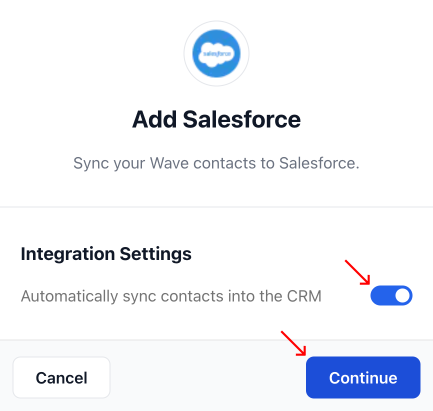 salesforce
Add Salesforce
Sync your Wave contacts to Salesforce.
Integration Settings
Automatically sync contacts into the CRM
Cancel
Continue